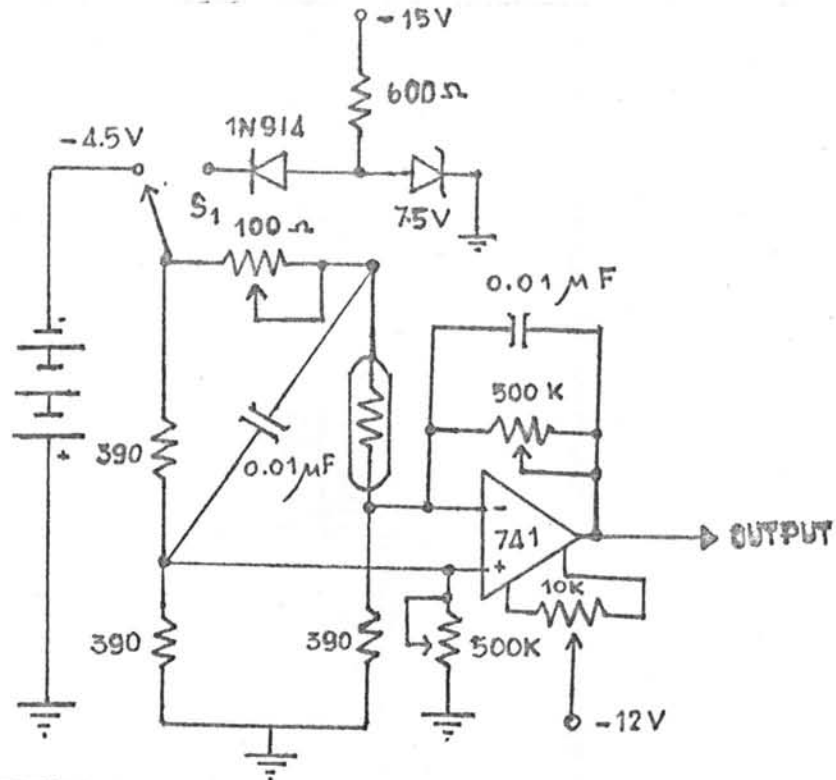 -15V
600Ω
1N914
-4.5V
S1
7.5V
100Ω
0.01μF
-
500K
390
0.01μF
+
-
741
OUTPUT
+
10K
390
390
500K
-12V